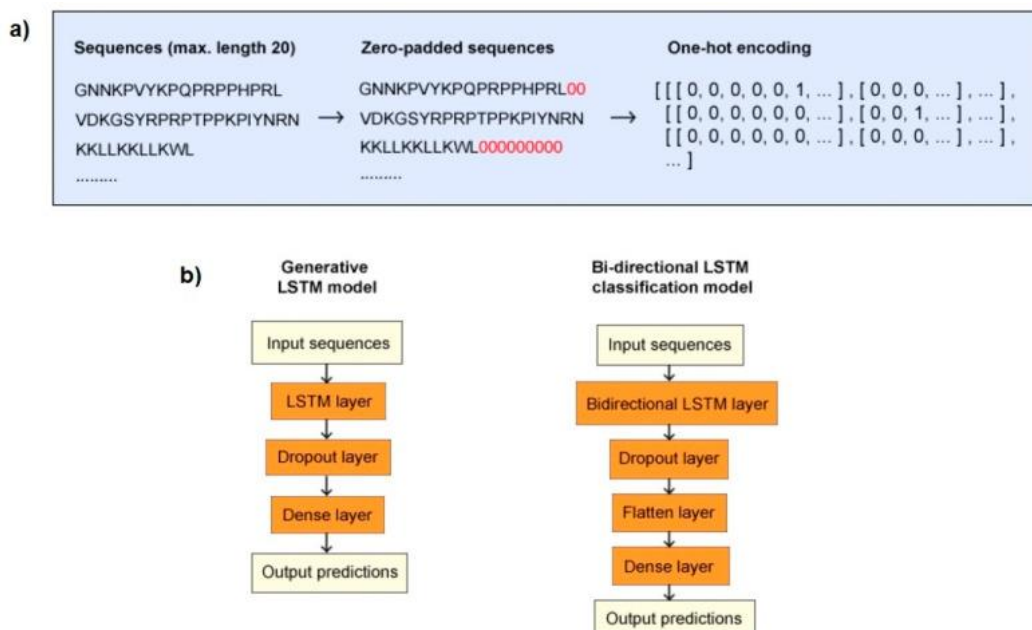 a)
Sequences (max. length 20)
GNNKPVYKPQPRPPHPRL
VDKGSYRPRPTPPKPIYNRN
KKLLKKLLKWL
.........
Zero-padded sequences
GNNKPVYKPQPRPPHPRL00
VDKGSYRPRPTPPKPIYNRN
KKLLKKLLKWL000000000
.........
One-hot encoding
[ [ [ 0, 0, 0, 0, 0, 1, ... ] , [ 0, 0, 0, ... ] , ... ] ,
[ [ 0, 0, 0, 0, 0, 0, ... ] , [ 0, 0, 1, ... ] , ... ] ,
[ [ 0, 0, 0, 0, 0, 0, ... ] , [ 0, 0, 0, ... ] , ... ] ,
... ]
b)
Generative
LSTM model
Input sequences
LSTM layer
Dropout layer
Dense layer
Output predictions
Bi-directional LSTM
classification model
Input sequences
Bidirectional LSTM layer
Dropout layer
Flatten layer
Dense layer
Output predictions